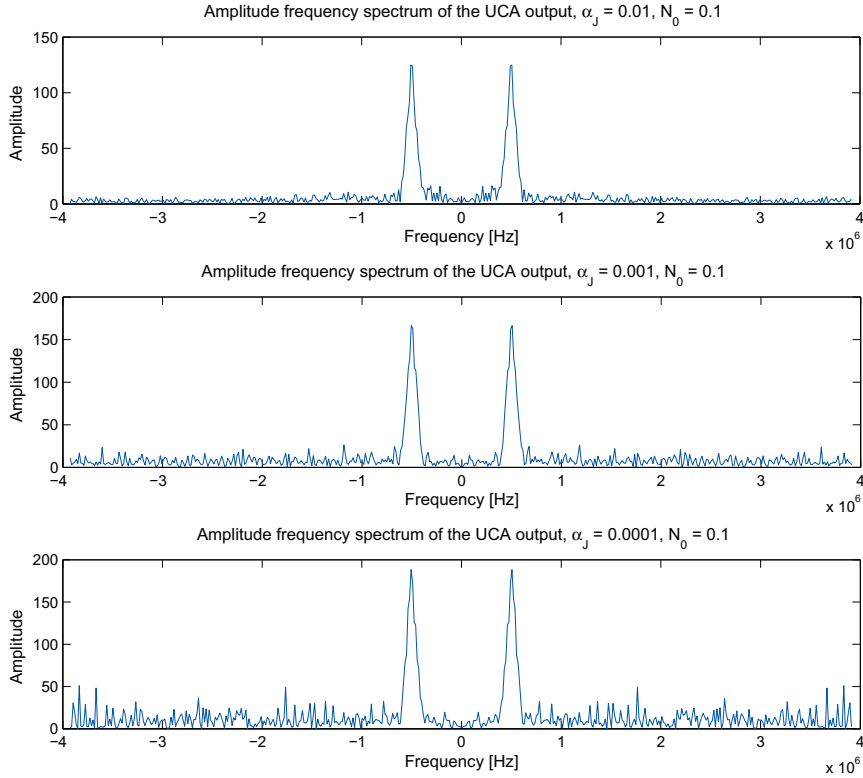 Amplitude frequency spectrum of the UCA output, α_J = 0.01, N_0 = 0.1
Amplitude
150
100
50
0
−4 −3 −2 −1 0 1 2 3 4
Frequency [Hz]
x 10^6
Amplitude frequency spectrum of the UCA output, α_J = 0.001, N_0 = 0.1
Amplitude
200
150
100
50
0
−4 −3 −2 −1 0 1 2 3 4
Frequency [Hz]
x 10^6
Amplitude frequency spectrum of the UCA output, α_J = 0.0001, N_0 = 0.1
Amplitude
200
150
100
50
0
−4 −3 −2 −1 0 1 2 3 4
Frequency [Hz]
x 10^6